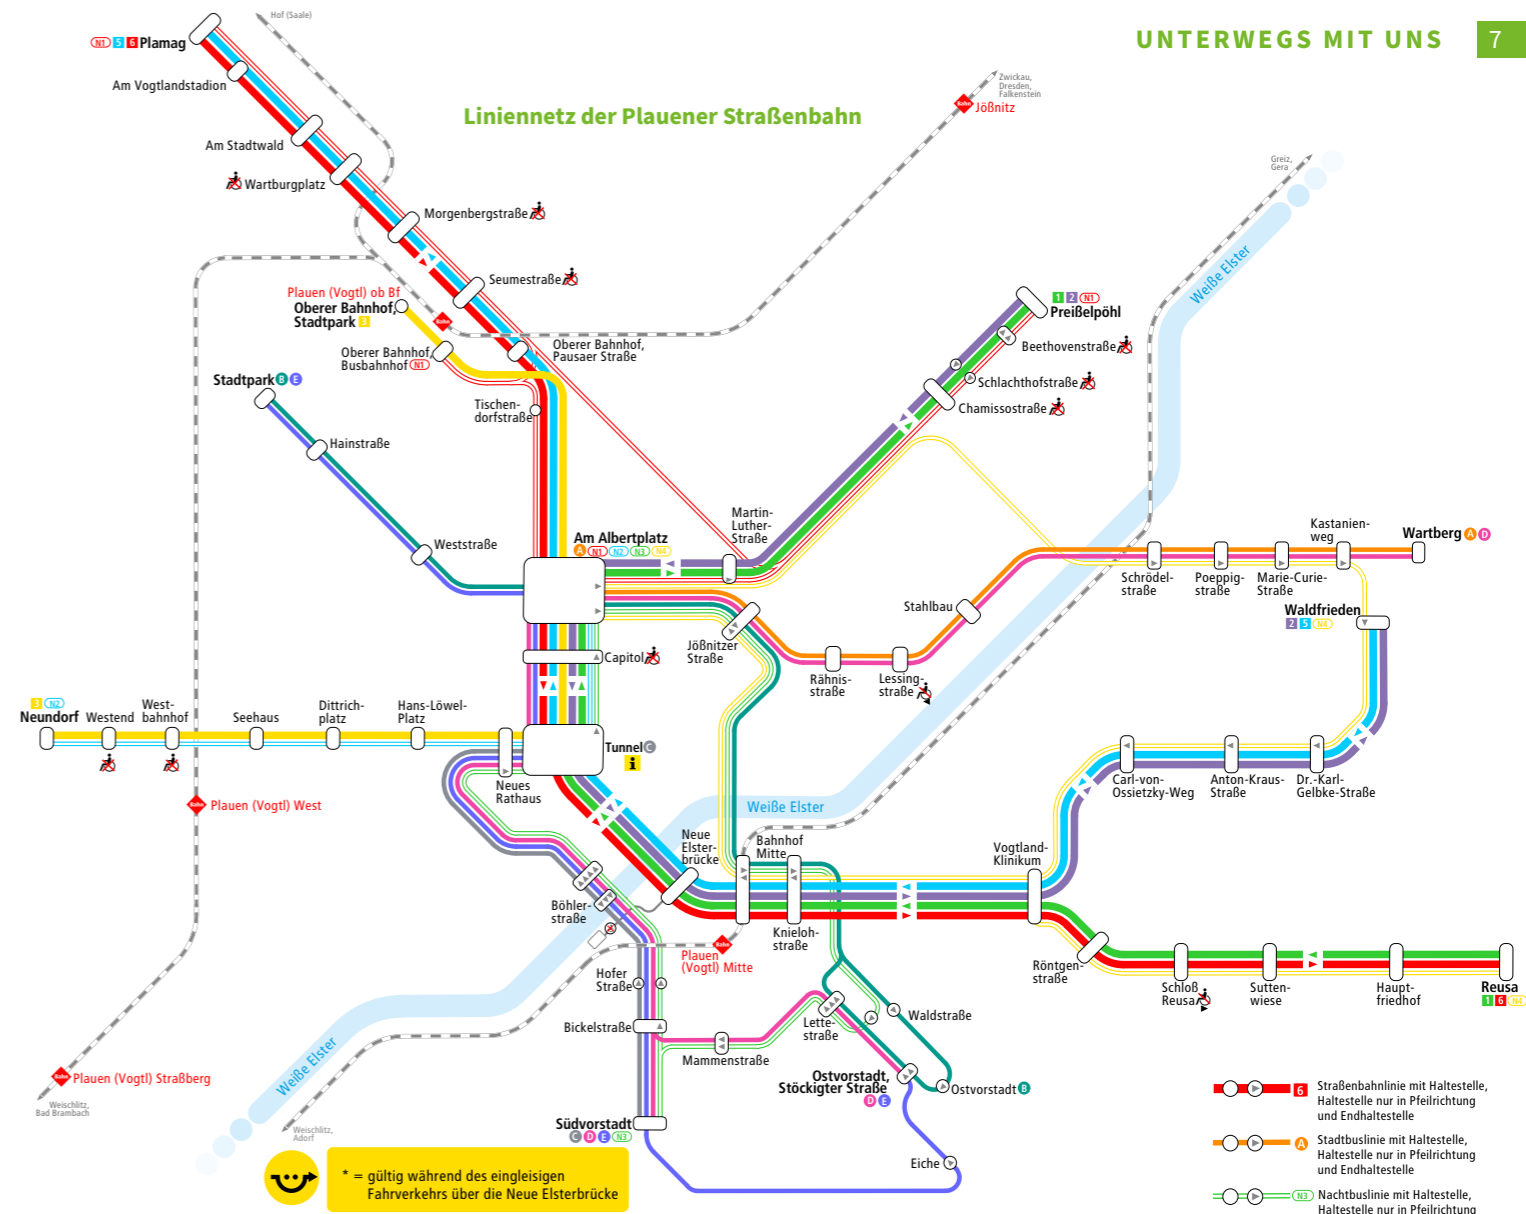 UNTERWEGS MIT UNS
7
Liniennetz der Plauener Straßenbahn
Hof (Saale)
N1 5 6 Plamag
Am Vogtlandstadion
Am Stadtwald
Wartburgplatz
Morgenbergstraße
Seumestraße
Zwickau,
Dresden,
Falkenstein
Bahn
Jößnitz
Greiz,
Gera
Weiße Elster
Plauen (Vogtl) ob Bf
Oberer Bahnhof,
Stadtpark 3
Bahn
Oberer Bahnhof,
Busbahnhof N1
Oberer Bahnhof,
Pausaer Straße
1 2 N1
Preißelpöhl
Beethovenstraße
Schlachthofstraße
Chamissostraße
Stadtpark B E
Hainstraße
Weststraße
Tischen-
dorfstraße
Am Albertplatz
A N1 N2 N3 N4
Martin-
Luther-
Straße
Kastanien-
weg
Wartberg A D
Schrödel-
straße
Poeppig-
straße
Marie-Curie-
Straße
Waldfrieden
2 5 N4
Stahlbau
Jößnitzer
Straße
Rähnis-
straße
Lessing-
straße
Capitol
3 N2
Neundorf
Westend
West-
bahnhof
Seehaus
Dittrich-
platz
Hans-Löwel-
Platz
Tunnel C
i
Neues
Rathaus
Carl-von-
Ossietzky-Weg
Anton-Kraus-
Straße
Dr.-Karl-
Gelbke-Straße
Bahn
Plauen (Vogtl) West
Weiße Elster
Neue
Elster-
brücke
Bahnhof
Mitte
Vogtland-
Klinikum
Böhler-
straße
Knieloh-
straße
Bahn
Plauen
(Vogtl) Mitte
Röntgen-
straße
Schloß
Reusa
Sutten-
wiese
Haupt-
friedhof
Reusa
1 6 N4
Hofer
Straße
Bickelstraße
Mammenstraße
Lette-
straße
Waldstraße
Ostvorstadt,
Stöckigter Straße
D E
Ostvorstadt B
Weiße Elster
Bahn
Plauen (Vogtl) Straßberg
Weischlitz,
Bad Brambach
Weischlitz,
Adorf
Südvorstadt
C D E N3
Eiche
* = gültig während des eingleisigen
Fahrverkehrs über die Neue Elsterbrücke
6 Straßenbahnlinie mit Haltestelle,
Haltestelle nur in Pfeilrichtung
und Endhaltestelle
A Stadtbuslinie mit Haltestelle,
Haltestelle nur in Pfeilrichtung
und Endhaltestelle
N3 Nachtbuslinie mit Haltestelle,
Haltestelle nur in Pfeilrichtung